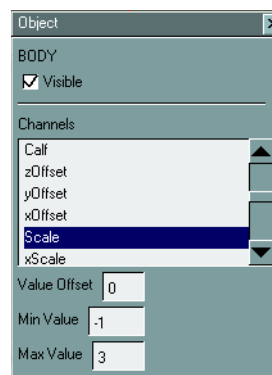 Object
BODY
Visible
Channels
Calf
zOffset
yOffset
xOffset
Scale
xScale
Value Offset 0
Min Value -1
Max Value 3